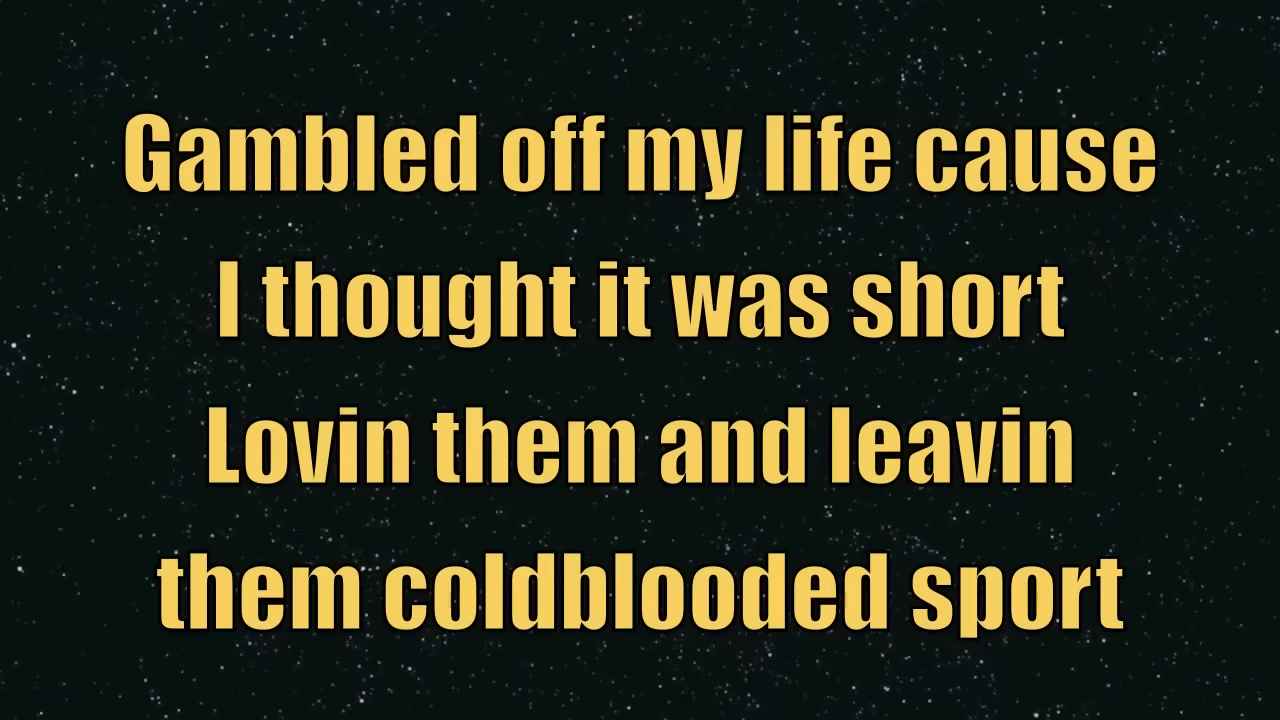 Gambled off my life cause
I thought it was short
Lovin them and leavin
them coldblooded sport